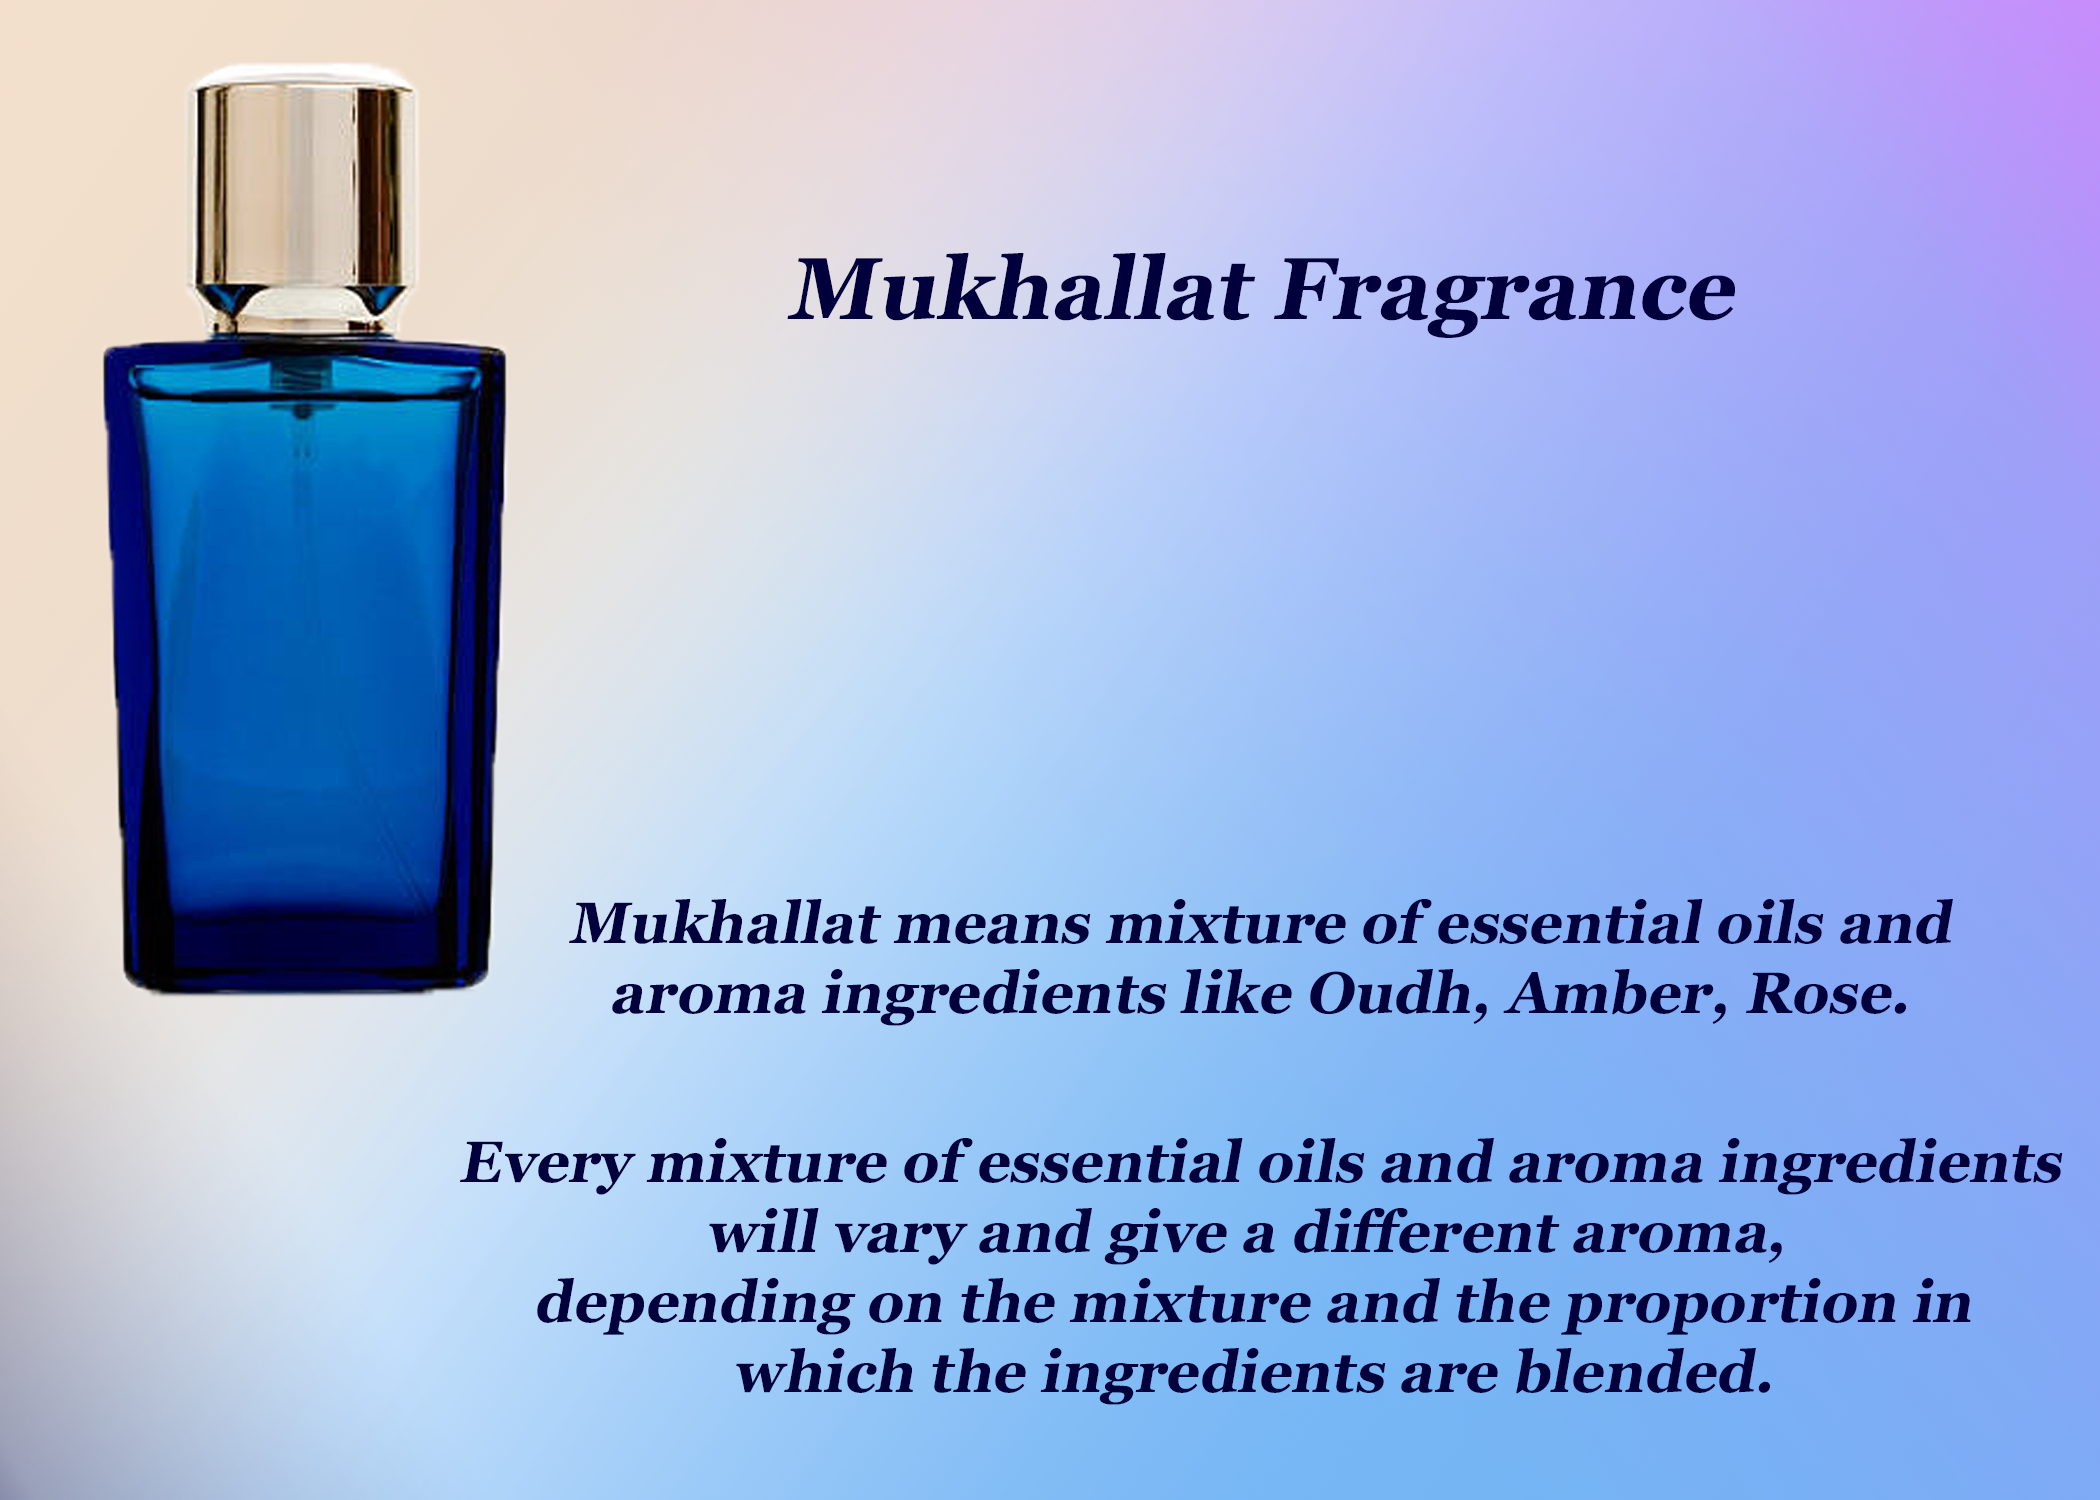 Mukhallat Fragrance
Mukhallat means mixture of essential oils and
aroma ingredients like Oudh, Amber, Rose.
Every mixture of essential oils and aroma ingredients
will vary and give a different aroma,
depending on the mixture and the proportion in
which the ingredients are blended.